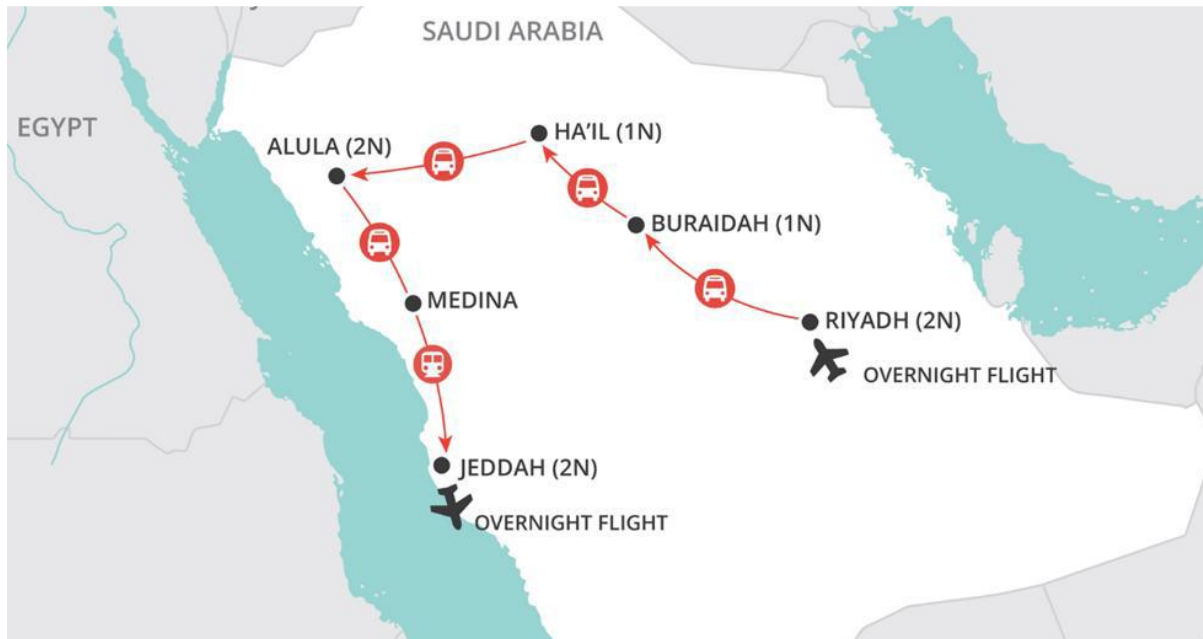 SAUDI ARABIA
EGYPT
ALULA (2N)
HA'IL (1N)
BURAIDAH (1N)
MEDINA
RIYADH (2N)
OVERNIGHT FLIGHT
JEDDAH (2N)
OVERNIGHT FLIGHT